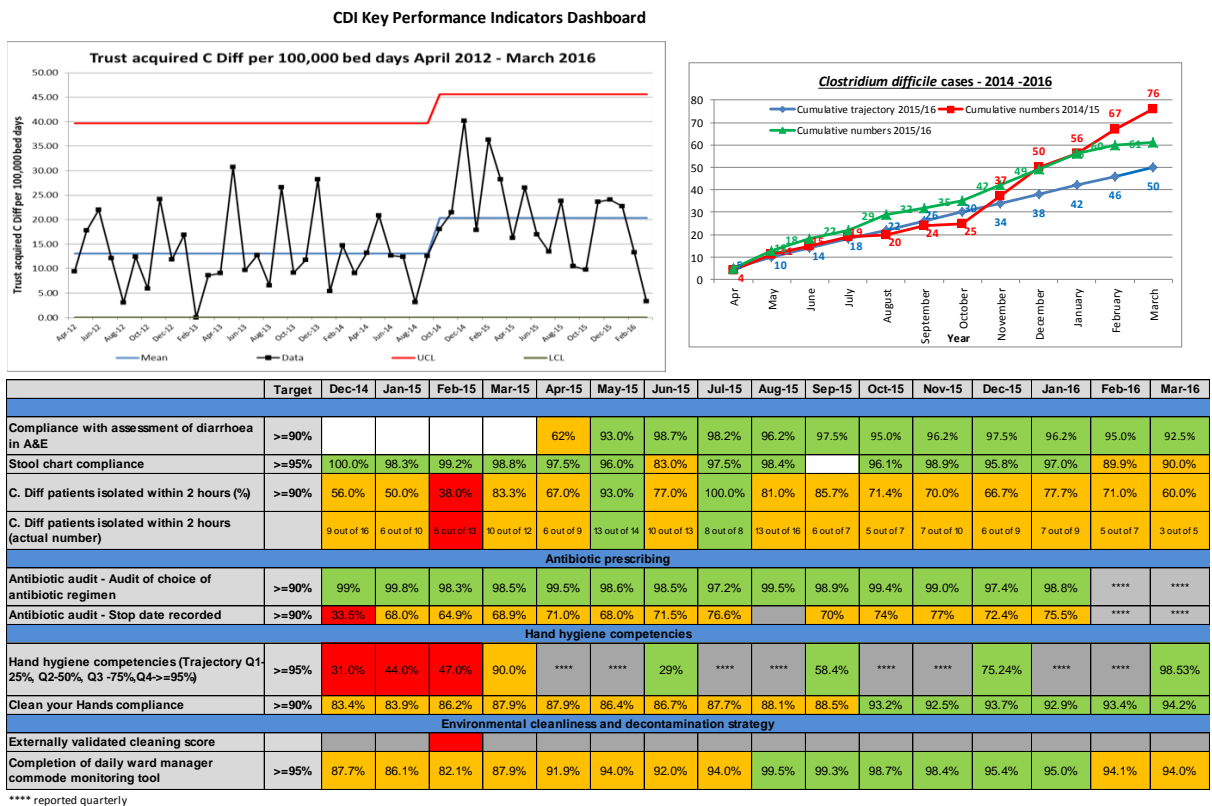 CDI Key Performance Indicators Dashboard
Trust acquired C Diff per 100,000 bed days April 2012 - March 2016
Trust acquired C Diff per 100,000 bed days
50.00
45.00
40.00
35.00
30.00
25.00
20.00
15.00
10.00
5.00
0.00
Apr-12 Jun-12 Aug-12 Oct-12 Dec-12 Feb-13 Apr-13 Jun-13 Aug-13 Oct-13 Dec-13 Feb-14 Apr-14 Jun-14 Aug-14 Oct-14 Dec-14 Feb-15 Apr-15 Jun-15 Aug-15 Oct-15 Dec-15 Feb-16
Mean Data UCL LCL
Clostridium difficile cases - 2014 -2016
Cumulative trajectory 2015/16 Cumulative numbers 2014/15
Cumulative numbers 2015/16
80
70
60
50
40
30
20
10
0
4 11 15 19 20 24 25 37 50 56 67 76
18 22 29 32 35 42 49 60 61
10 14 18 22 26 30 34 38 42 46 50
Apr May June July August September October November December January February March
Year
Target Dec-14 Jan-15 Feb-15 Mar-15 Apr-15 May-15 Jun-15 Jul-15 Aug-15 Sep-15 Oct-15 Nov-15 Dec-15 Jan-16 Feb-16 Mar-16
Compliance with assessment of diarrhoea
in A&E
>=90% 62% 93.0% 98.7% 98.2% 96.2% 97.5% 95.0% 96.2% 97.5% 96.2% 95.0% 92.5%
Stool chart compliance >=95% 100.0% 98.3% 99.2% 98.8% 97.5% 96.0% 83.0% 97.5% 98.4% 96.1% 98.9% 95.8% 97.0% 89.9% 90.0%
C. Diff patients isolated within 2 hours (%) >=90% 56.0% 50.0% 38.0% 83.3% 67.0% 93.0% 77.0% 100.0% 81.0% 85.7% 71.4% 70.0% 66.7% 77.7% 71.0% 60.0%
C. Diff patients isolated within 2 hours
(actual number)
9 out of 16 6 out of 10 5 out of 13 10 out of 12 6 out of 9 13 out of 14 10 out of 13 8 out of 8 13 out of 16 6 out of 7 5 out of 7 7 out of 10 6 out of 9 7 out of 9 5 out of 7 3 out of 5
Antibiotic prescribing
Antibiotic audit - Audit of choice of
antibiotic regimen
>=90% 99% 99.8% 98.3% 98.5% 99.5% 98.6% 98.5% 97.2% 99.5% 98.9% 99.4% 99.0% 97.4% 98.8% **** ****
Antibiotic audit - Stop date recorded >=90% 33.5% 68.0% 64.9% 68.9% 71.0% 68.0% 71.5% 76.6% 70% 74% 77% 72.4% 75.5% **** ****
Hand hygiene competencies
Hand hygiene competencies (Trajectory Q1-
25%, Q2-50%, Q3 -75%,Q4->=95%)
>=95% 31.0% 44.0% 47.0% 90.0% **** **** 29% **** **** 58.4% **** **** 75.24% **** **** 98.53%
Clean your Hands compliance >=90% 83.4% 83.9% 86.2% 87.9% 87.9% 86.4% 86.7% 87.7% 88.1% 88.5% 93.2% 92.5% 93.7% 92.9% 93.4% 94.2%
Environmental cleanliness and decontamination strategy
Externally validated cleaning score
Completion of daily ward manager
commode monitoring tool
>=95% 87.7% 86.1% 82.1% 87.9% 91.9% 94.0% 92.0% 94.0% 99.5% 99.3% 98.7% 98.4% 95.4% 95.0% 94.1% 94.0%
**** reported quarterly